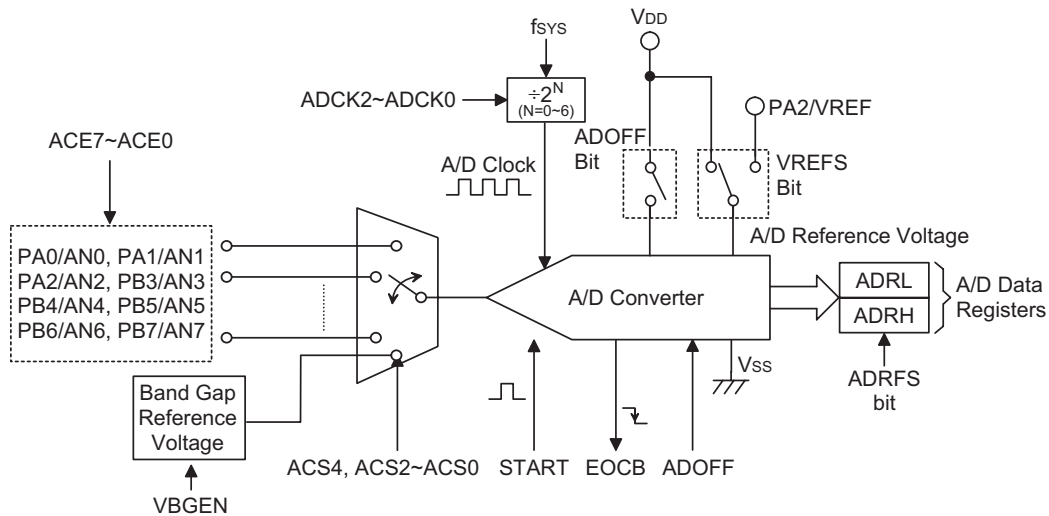 fSYS
VDD
÷2N
(N=0~6)
ADCK2~ADCK0
PA2/VREF
ADOFF
Bit
VREFS
Bit
ACE7~ACE0
A/D Clock
A/D Reference Voltage
PA0/AN0, PA1/AN1
PA2/AN2, PB3/AN3
PB4/AN4, PB5/AN5
PB6/AN6, PB7/AN7
A/D Converter
ADRL
ADRH
A/D Data
Registers
VSS
ADRFS
bit
Band Gap
Reference
Voltage
ACS4, ACS2~ACS0
START
EOCB
ADOFF
VBGEN